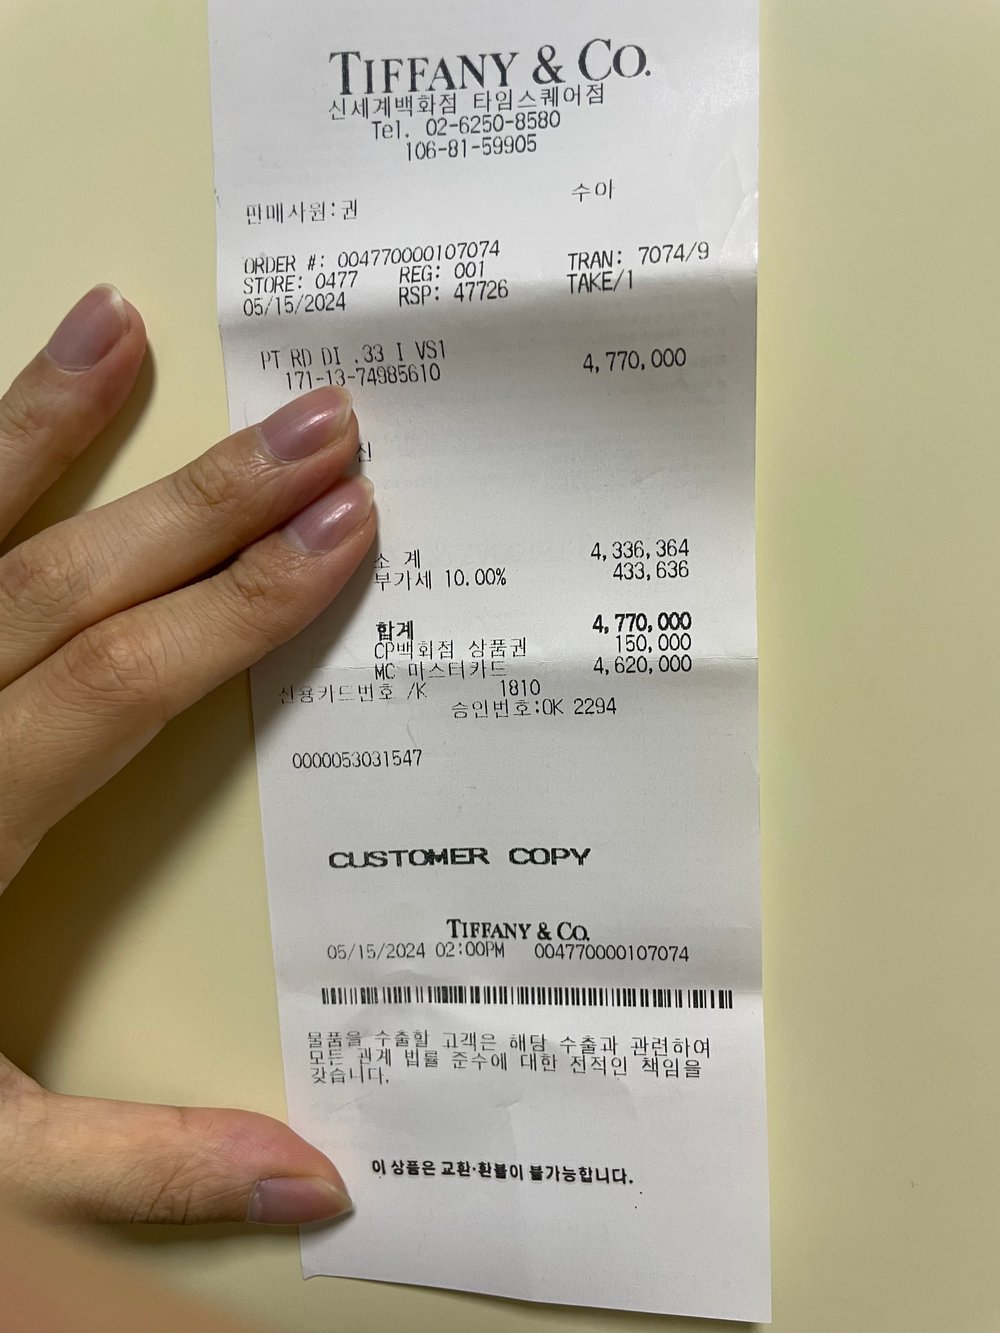 TIFFANY & CO.
신세계백화점 타임스퀘어점
Tel. 02-6250-8580
106-81-59905
판매사원:권 수아
ORDER #: 0047700000107074 TRAN: 7074/9
STORE: 0477 REG: 001 TAKE/1
05/15/2024 RSP: 47726
PT RD DI .33 I VS1 4,770,000
171-13-74985610
진
소 계 4,336,364
부가세 10.00% 433,636
합계 4,770,000
CP백화점 상품권 150,000
MC 마스터카드 4,620,000
신용카드번호 /K 1810
승인번호:OK 2294
0000053031547
CUSTOMER COPY
TIFFANY & CO.
05/15/2024 02:00PM 004770000107074
물품을 수출할 고객은 해당 수출과 관련하여
모든 관계 법률 준수에 대한 전적인 책임을
갖습니다.
이 상품은 교환·환불이 불가능합니다.